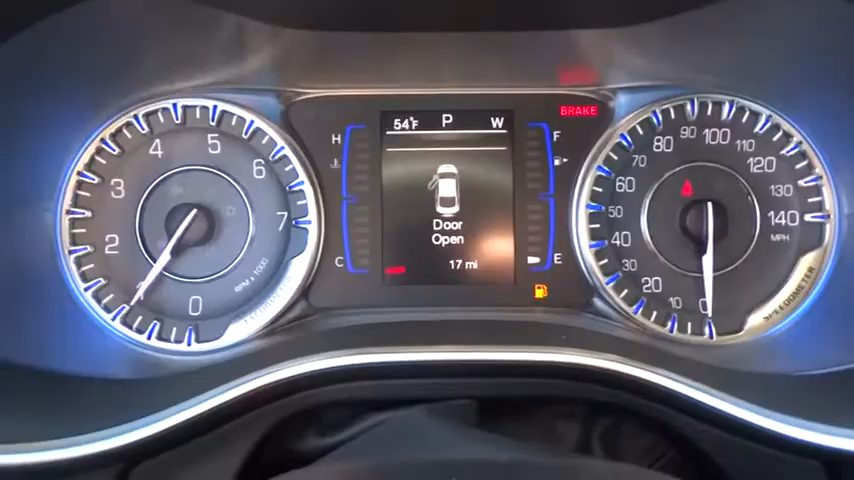 54°F P W
BRAKE
H
F
C
E
Door
Open
17 mi
0
1
2
3
4
5
6
7
RPM x 1000
TACHOMETER
0
10
20
30
40
50
60
70
80
90
100
110
120
130
140
MPH
SPEEDOMETER